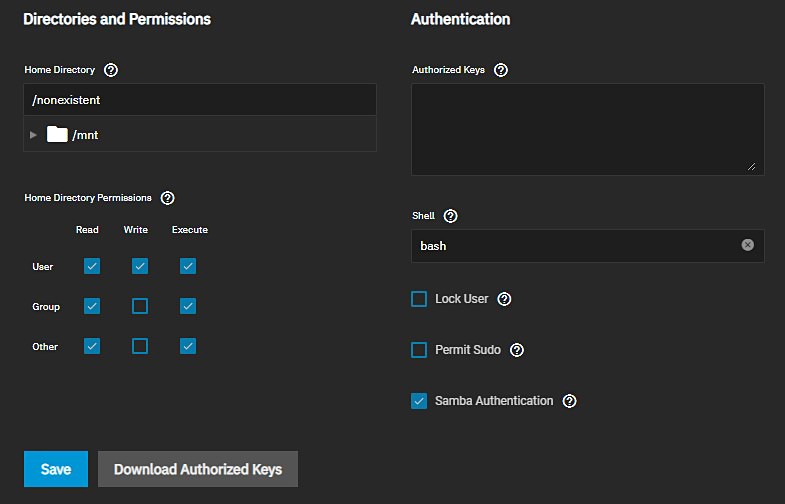 Directories and Permissions
Home Directory
/nonexistent
/mnt
Home Directory Permissions
Read Write Execute
User
Group
Other
Authentication
Authorized Keys
Shell
bash
Lock User
Permit Sudo
Samba Authentication
Save
Download Authorized Keys